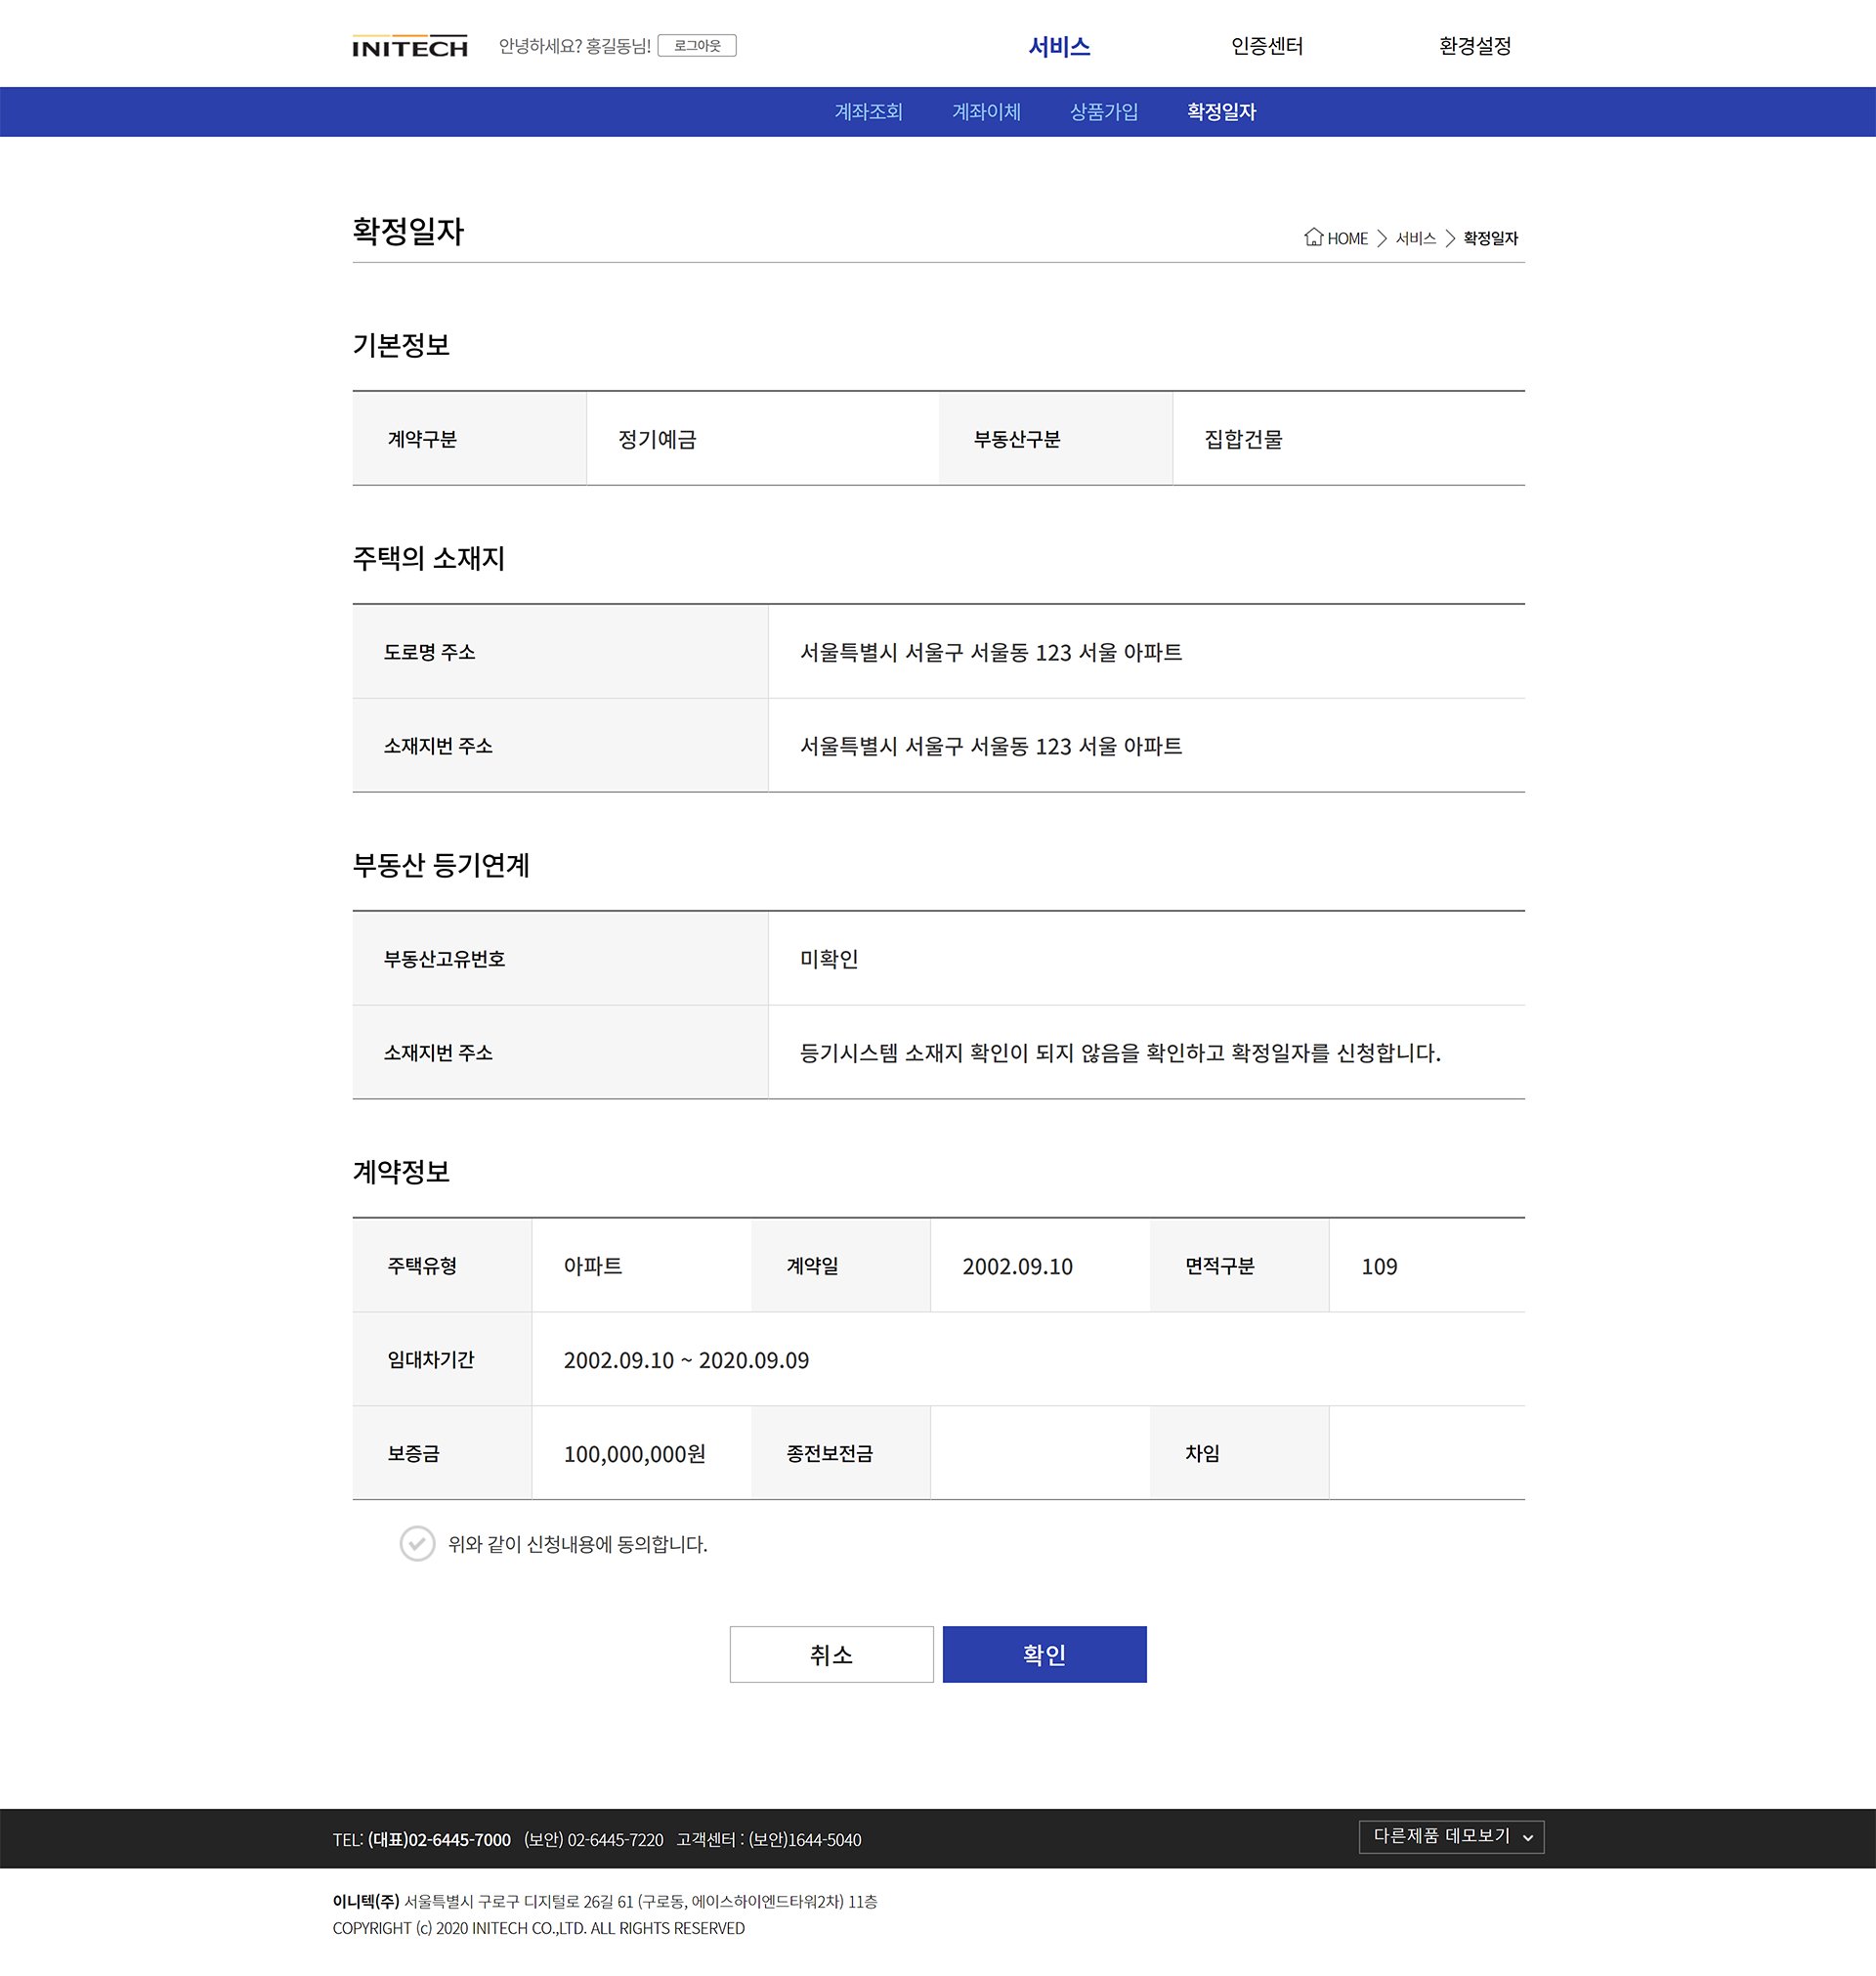 INITECH 안녕하세요? 홍길동님! 로그아웃 서비스 인증센터 환경설정
계좌조회 계좌이체 상품가입 확정일자
확정일자 HOME 서비스 확정일자
기본정보
계약구분 정기예금 부동산구분 집합건물
주택의 소재지
도로명 주소 서울특별시 서울구 서울동 123 서울 아파트
소재지번 주소 서울특별시 서울구 서울동 123 서울 아파트
부동산 등기연계
부동산고유번호 미확인
소재지번 주소 등기시스템 소재지 확인이 되지 않음을 확인하고 확정일자를 신청합니다.
계약정보
주택유형 아파트 계약일 2002.09.10 면적구분 109
임대차기간 2002.09.10 ~ 2020.09.09
보증금 100,000,000원 종전보전금 차임
위와 같이 신청내용에 동의합니다.
취소 확인
TEL: (대표)02-6445-7000 (보안) 02-6445-7220 고객센터 : (보안)1644-5040 다른제품 데모보기
이니텍(주) 서울특별시 구로구 디지털로 26길 61 (구로동, 에이스하이엔드타워2차) 11층
COPYRIGHT (c) 2020 INITECH CO.,LTD. ALL RIGHTS RESERVED